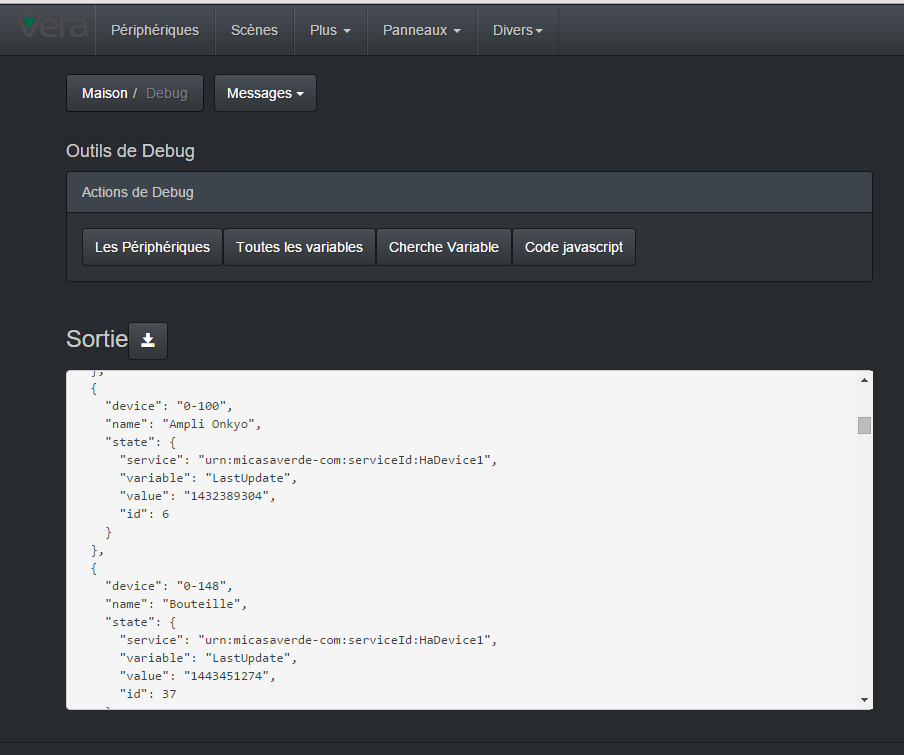 vera Périphériques Scènes Plus Panneaux Divers
Maison / Debug Messages
Outils de Debug
Actions de Debug
Les Périphériques Toutes les variables Cherche Variable Code javascript
Sortie
},
{
"device": "0-100",
"name": "Ampli Onkyo",
"state": {
"service": "urn:micasaverde-com:serviceId:HaDevice1",
"variable": "LastUpdate",
"value": "1432389304",
"id": 6
}
},
{
"device": "0-148",
"name": "Bouteille",
"state": {
"service": "urn:micasaverde-com:serviceId:HaDevice1",
"variable": "LastUpdate",
"value": "1443451274",
"id": 37